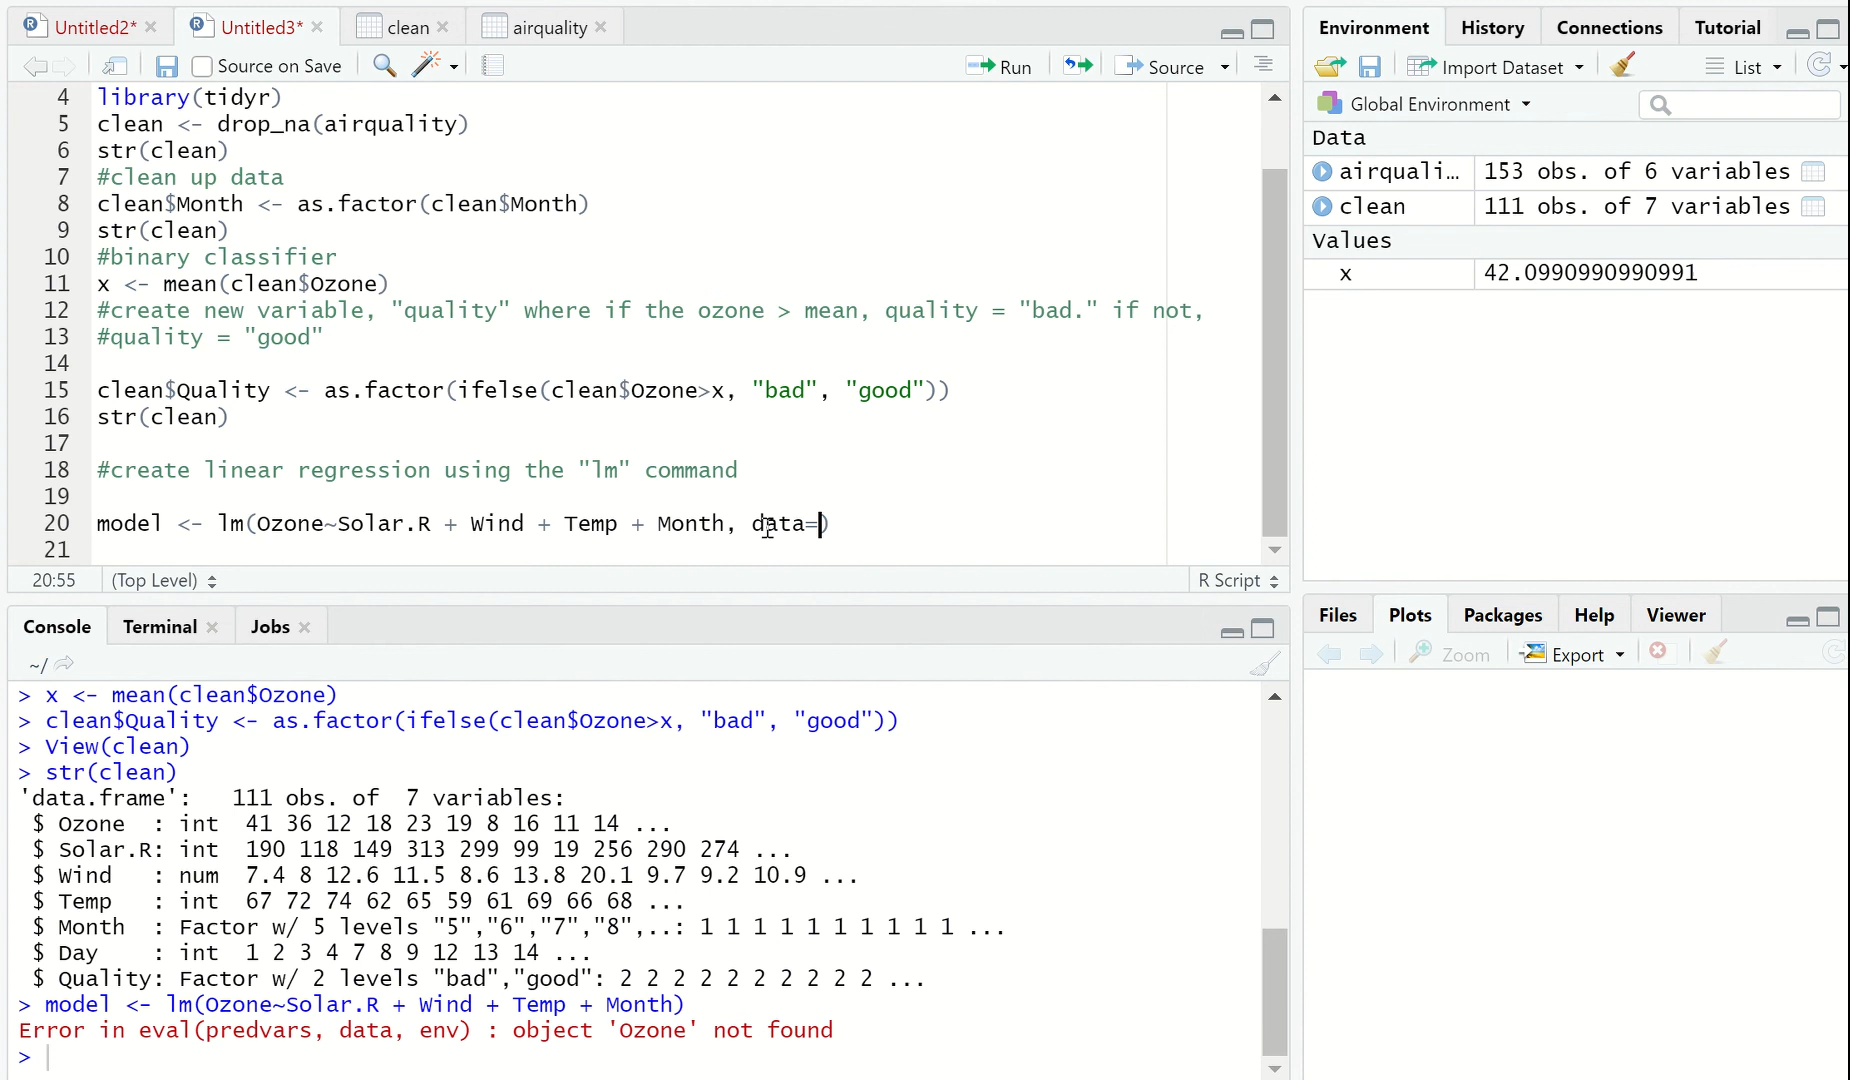 Untitled2* Untitled3* clean airquality
Source on Save Run Source
4 library(tidyr)
5 clean <- drop_na(airquality)
6 str(clean)
7 #clean up data
8 clean$Month <- as.factor(clean$Month)
9 str(clean)
10 #binary classifier
11 x <- mean(clean$Ozone)
12 #create new variable, "quality" where if the ozone > mean, quality = "bad." if not,
13 #quality = "good"
14
15 clean$Quality <- as.factor(ifelse(clean$Ozone>x, "bad", "good"))
16 str(clean)
17
18 #create linear regression using the "lm" command
19
20 model <- lm(Ozone~Solar.R + Wind + Temp + Month, data=)
21
20:55 (Top Level) R Script
Console Terminal Jobs
~/
> x <- mean(clean$Ozone)
> clean$Quality <- as.factor(ifelse(clean$Ozone>x, "bad", "good"))
> View(clean)
> str(clean)
'data.frame': 111 obs. of 7 variables:
$ Ozone : int 41 36 12 18 23 19 8 16 11 14 ...
$ Solar.R: int 190 118 149 313 299 99 19 256 290 274 ...
$ Wind : num 7.4 8 12.6 11.5 8.6 13.8 20.1 9.7 9.2 10.9 ...
$ Temp : int 67 72 74 62 65 59 61 69 66 68 ...
$ Month : Factor w/ 5 levels "5","6","7","8",..: 1 1 1 1 1 1 1 1 1 1 ...
$ Day : int 1 2 3 4 7 8 9 12 13 14 ...
$ Quality: Factor w/ 2 levels "bad","good": 2 2 2 2 2 2 2 2 2 2 ...
> model <- lm(Ozone~Solar.R + Wind + Temp + Month)
Error in eval(predvars, data, env) : object 'Ozone' not found
>
Environment History Connections Tutorial
Import Dataset List
Global Environment
Data
airquali... 153 obs. of 6 variables
clean 111 obs. of 7 variables
Values
x 42.0990990990991
Files Plots Packages Help Viewer
Zoom Export